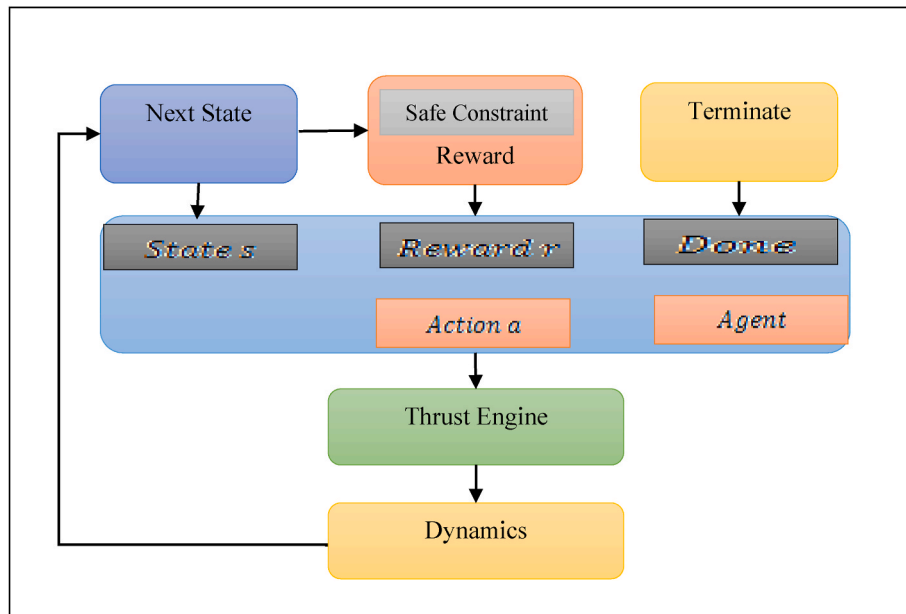 Next State
Safe Constraint
Reward
Terminate
State s
Reward r
Done
Action a
Agent
Thrust Engine
Dynamics